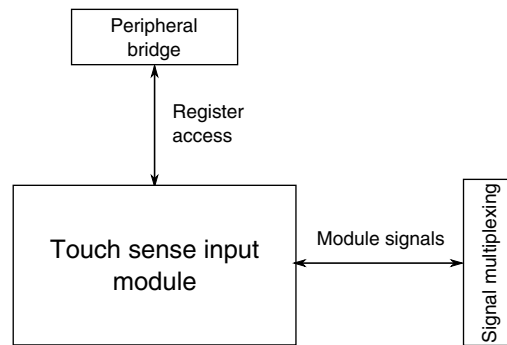 Peripheral
bridge
Register
access
Touch sense input
module
Module signals
Signal multiplexing